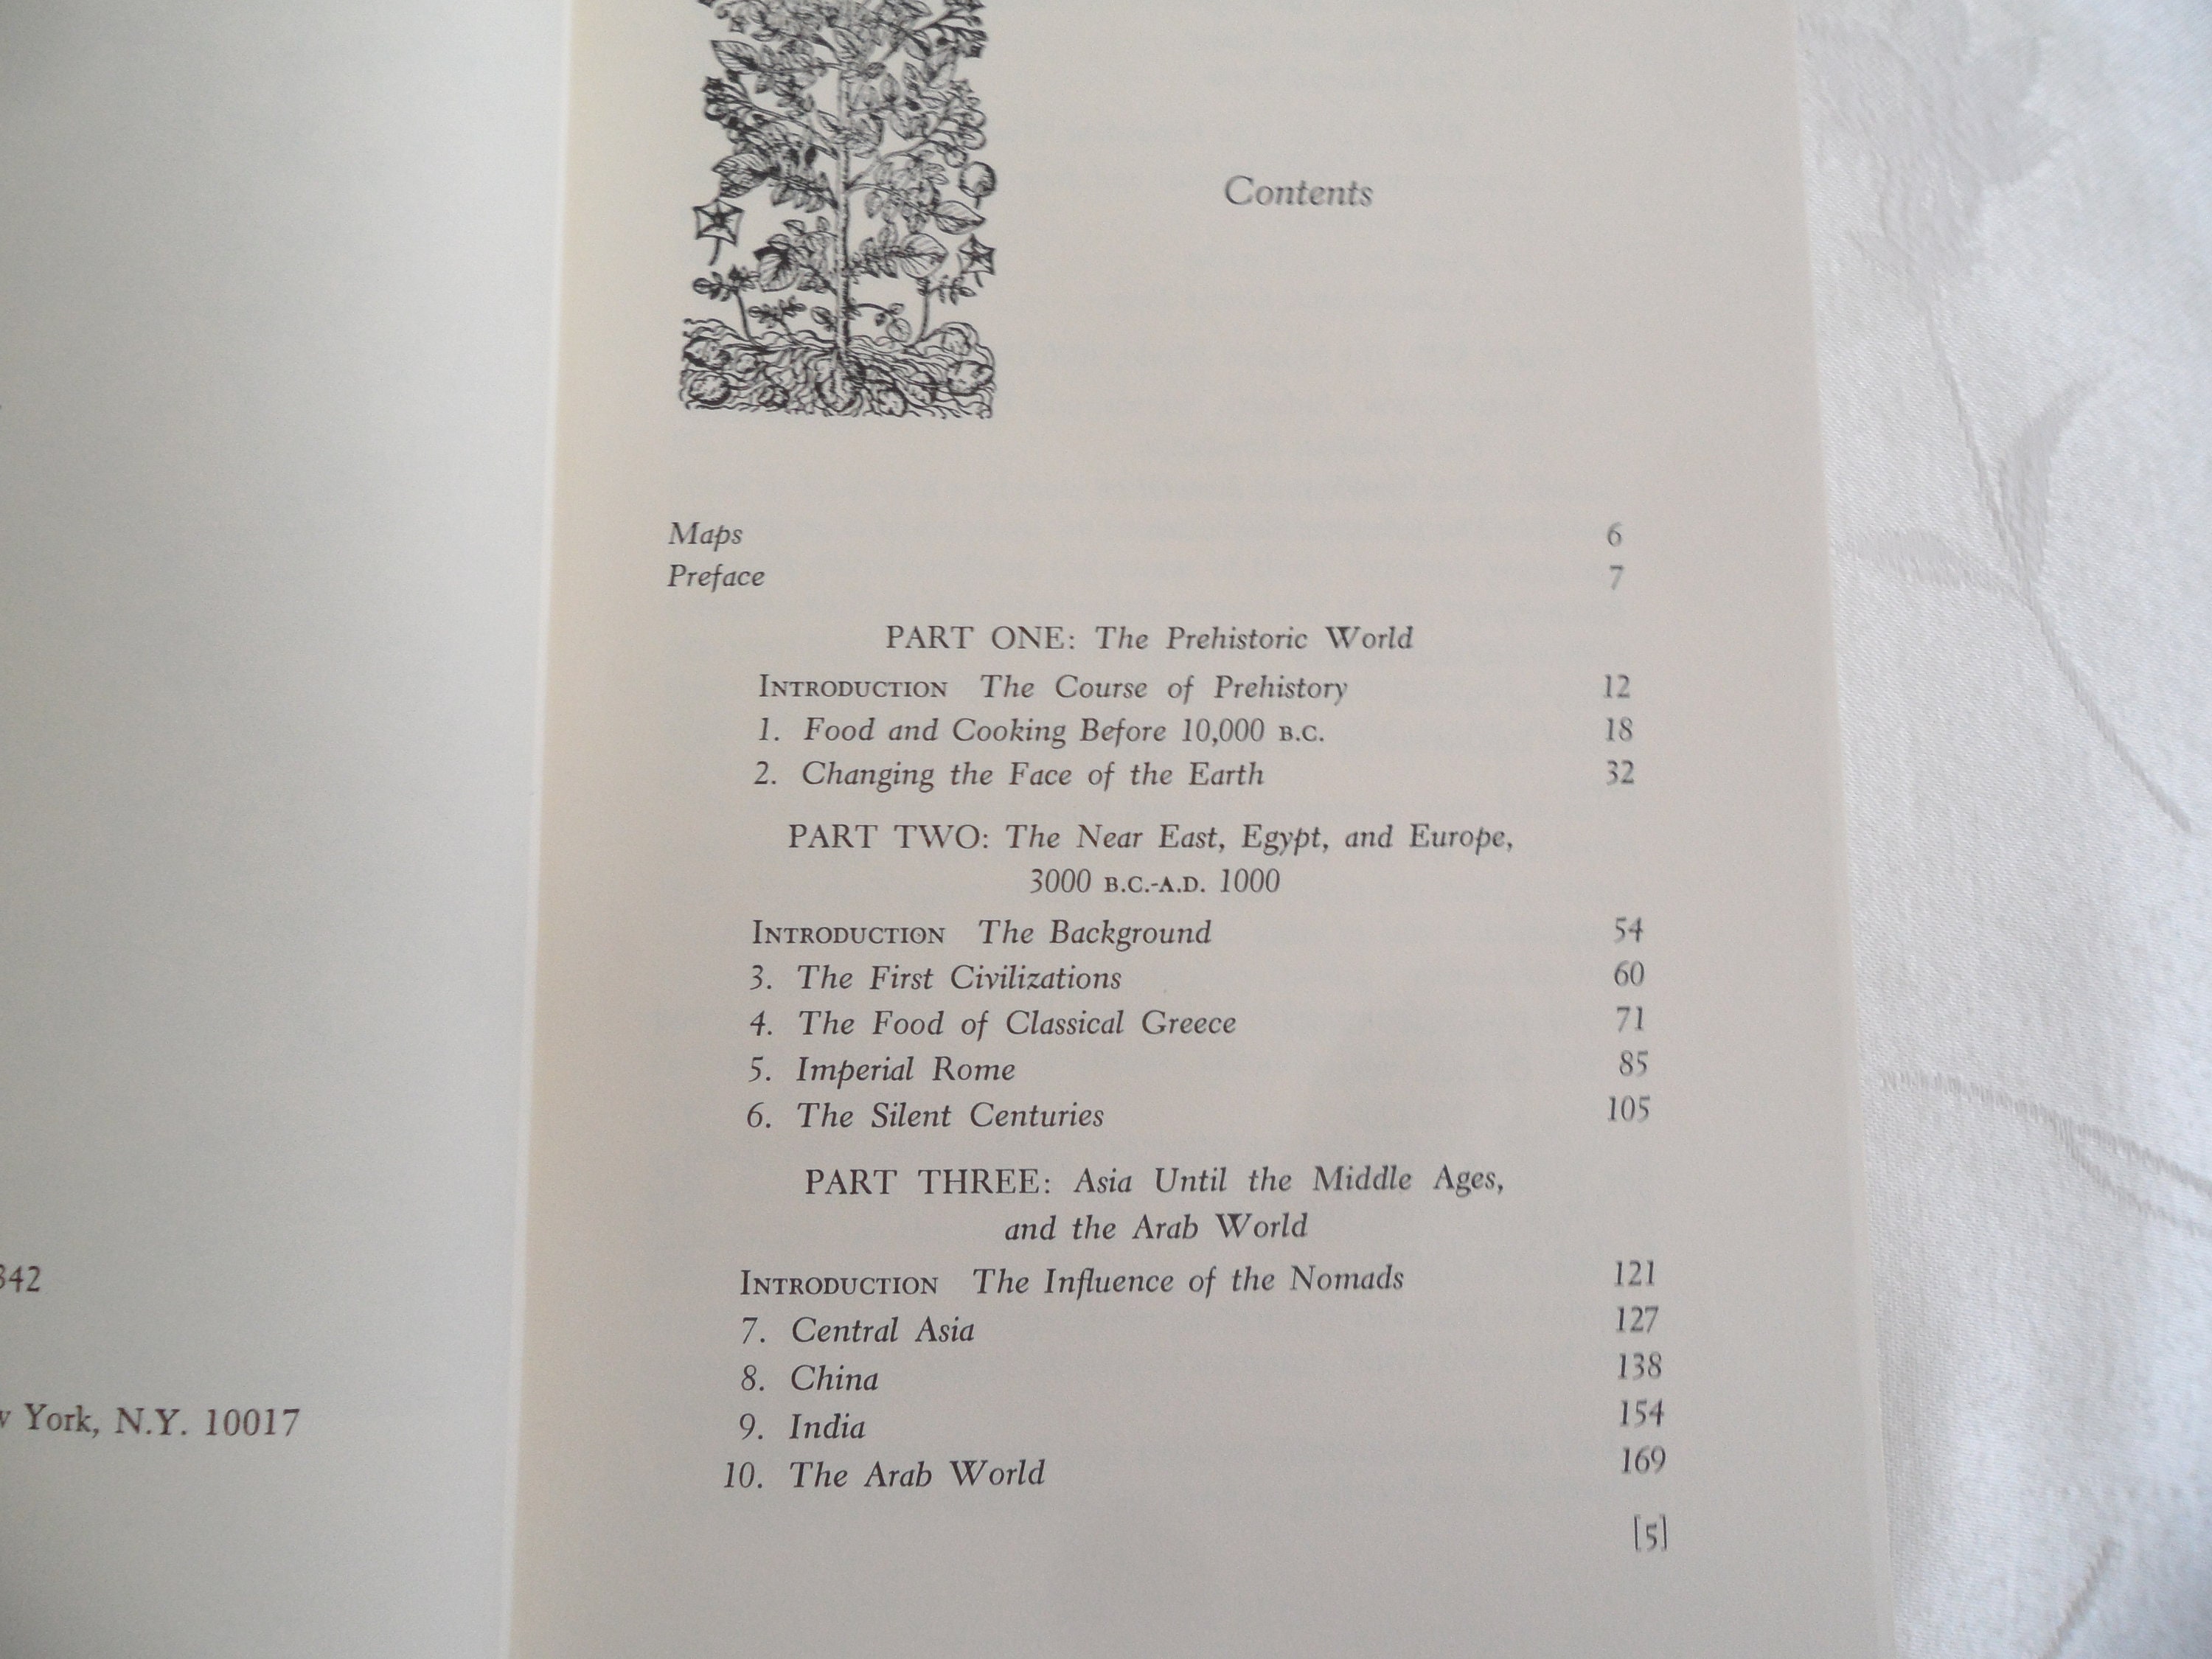 342
w York, N.Y. 10017
Contents
Maps 6
Preface 7
PART ONE: The Prehistoric World
INTRODUCTION The Course of Prehistory 12
1. Food and Cooking Before 10,000 B.C. 18
2. Changing the Face of the Earth 32
PART TWO: The Near East, Egypt, and Europe,
3000 B.C.-A.D. 1000
INTRODUCTION The Background 54
3. The First Civilizations 60
4. The Food of Classical Greece 71
5. Imperial Rome 85
6. The Silent Centuries 105
PART THREE: Asia Until the Middle Ages,
and the Arab World
INTRODUCTION The Influence of the Nomads 121
7. Central Asia 127
8. China 138
9. India 154
10. The Arab World 169
[5]